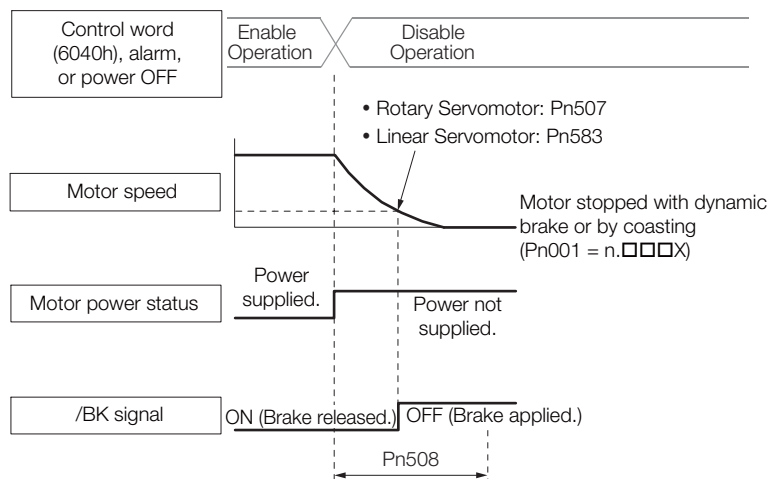 Control word
(6040h), alarm,
or power OFF
Enable
Operation
Disable
Operation
• Rotary Servomotor: Pn507
• Linear Servomotor: Pn583
Motor speed
Motor stopped with dynamic
brake or by coasting
(Pn001 = n.□□□X)
Motor power status
Power
supplied.
Power not
supplied.
/BK signal
ON (Brake released.)
OFF (Brake applied.)
Pn508